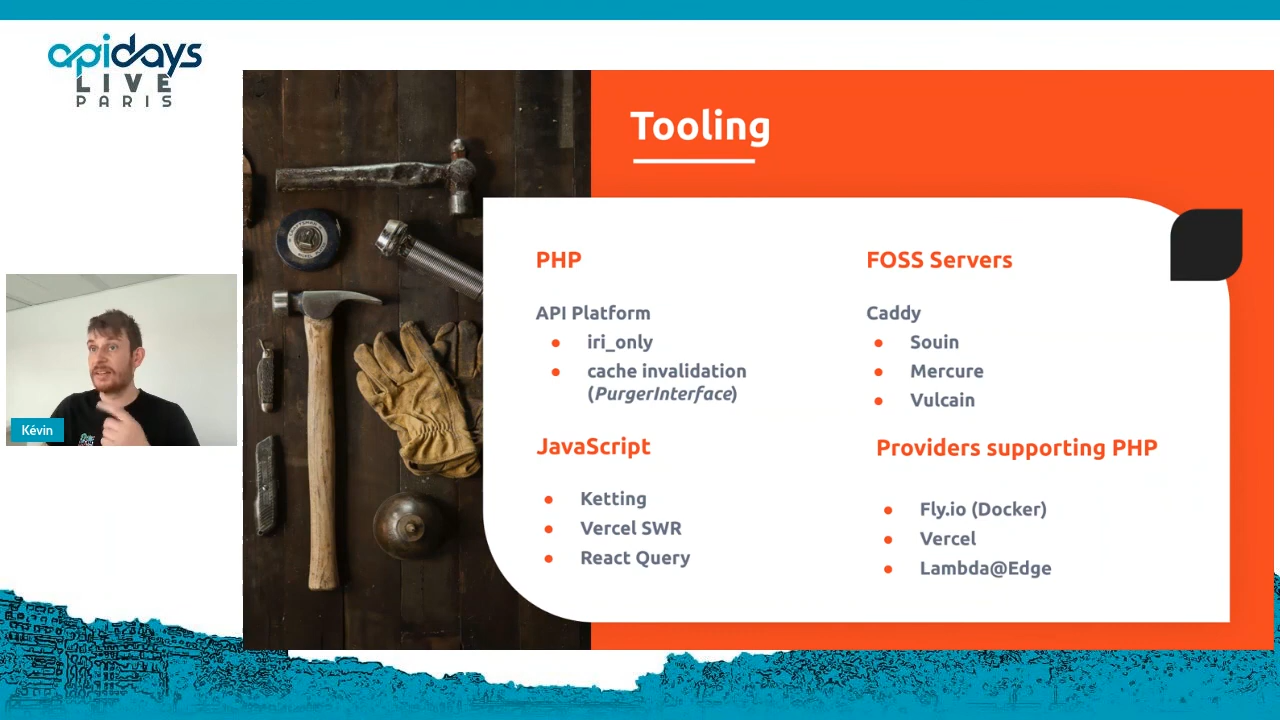 apidays
LIVE
PARIS
Tooling
PHP
API Platform
iri_only
cache invalidation
(PurgerInterface)
JavaScript
Ketting
Vercel SWR
React Query
FOSS Servers
Caddy
Souin
Mercure
Vulcain
Providers supporting PHP
Fly.io (Docker)
Vercel
Lambda@Edge
Kévin